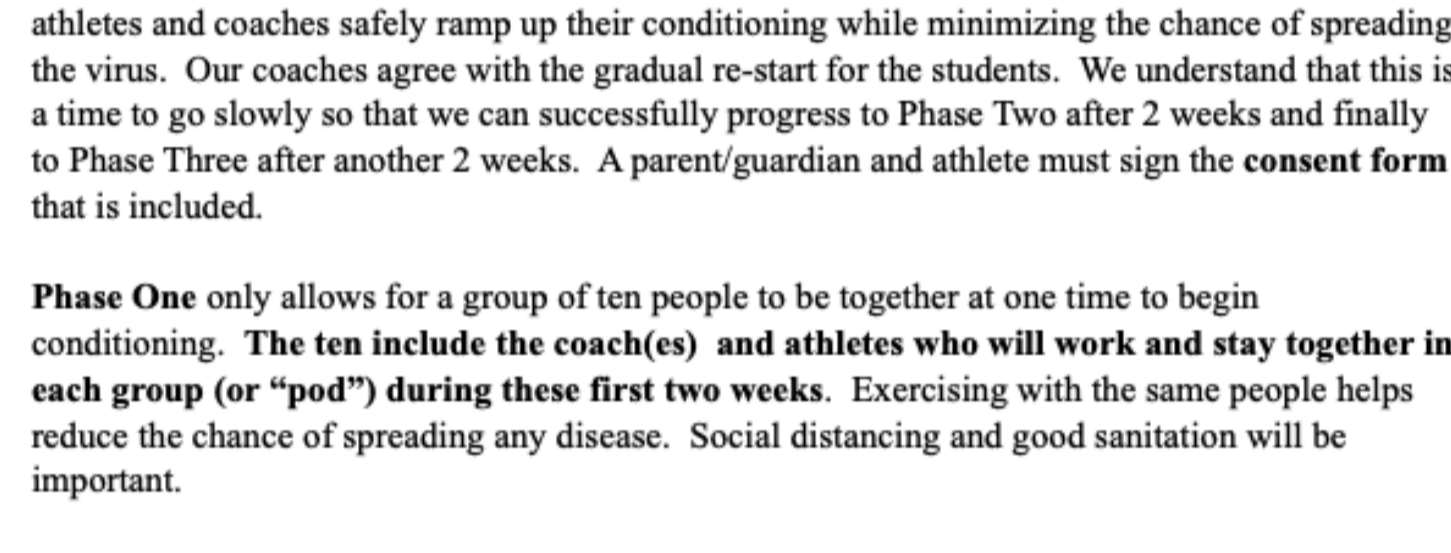 athletes and coaches safely ramp up their conditioning while minimizing the chance of spreading
the virus.  Our coaches agree with the gradual re-start for the students.  We understand that this is
a time to go slowly so that we can successfully progress to Phase Two after 2 weeks and finally
to Phase Three after another 2 weeks.  A parent/guardian and athlete must sign the consent form
that is included.
Phase One only allows for a group of ten people to be together at one time to begin
conditioning.  The ten include the coach(es)  and athletes who will work and stay together in
each group (or “pod”) during these first two weeks.  Exercising with the same people helps
reduce the chance of spreading any disease.  Social distancing and good sanitation will be
important.